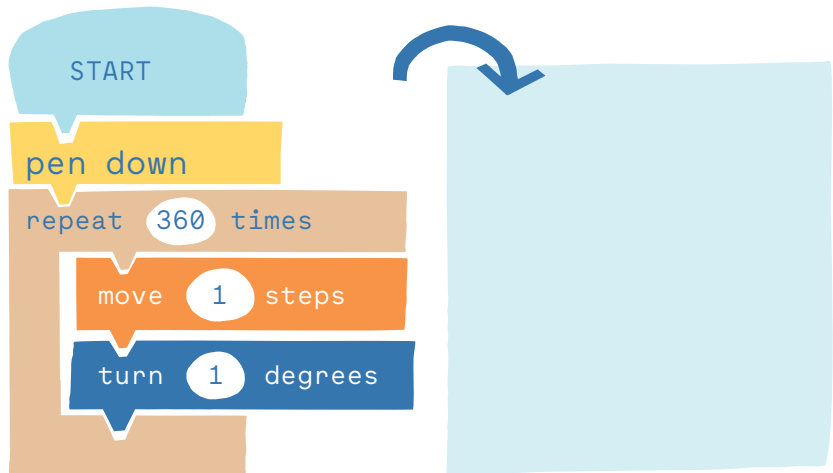 START
pen down
repeat 360 times
move 1 steps
turn 1 degrees